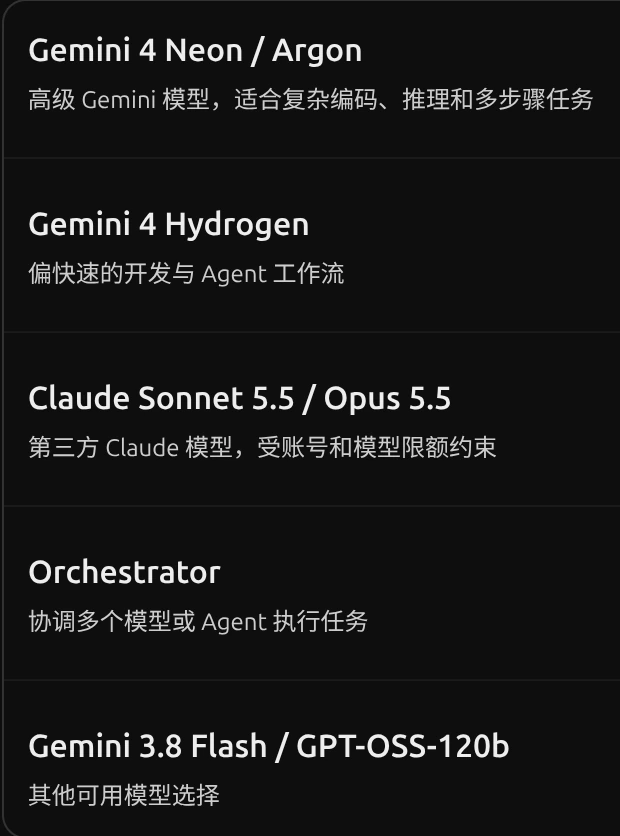 Gemini 4 Neon / Argon
高级 Gemini 模型，适合复杂编码、推理和多步骤任务
Gemini 4 Hydrogen
偏快速的开发与 Agent 工作流
Claude Sonnet 5.5 / Opus 5.5
第三方 Claude 模型，受账号和模型限额约束
Orchestrator
协调多个模型或 Agent 执行任务
Gemini 3.8 Flash / GPT-OSS-120b
其他可用模型选择